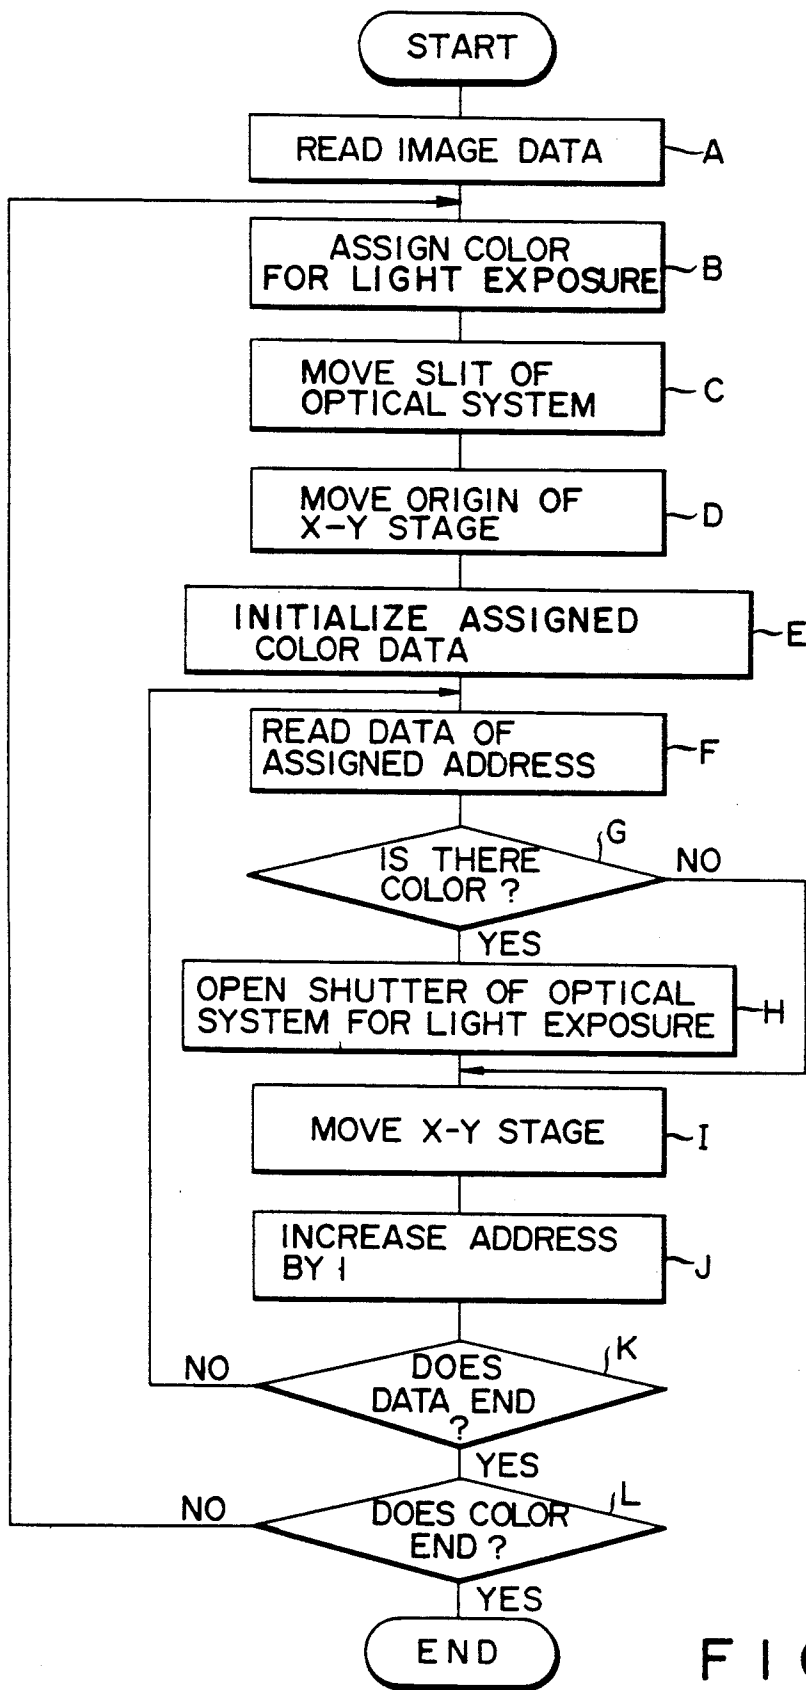 START
READ IMAGE DATA
A
ASSIGN COLOR
FOR LIGHT EXPOSURE
B
MOVE SLIT OF
OPTICAL SYSTEM
C
MOVE ORIGIN OF
X-Y STAGE
D
INITIALIZE ASSIGNED
COLOR DATA
E
READ DATA OF
ASSIGNED ADDRESS
F
G
IS THERE
COLOR ?
NO
YES
OPEN SHUTTER OF OPTICAL
SYSTEM FOR LIGHT EXPOSURE
H
MOVE X-Y STAGE
I
INCREASE ADDRESS
BY 1
J
K
DOES
DATA END
?
NO
YES
L
DOES COLOR
END ?
NO
YES
END